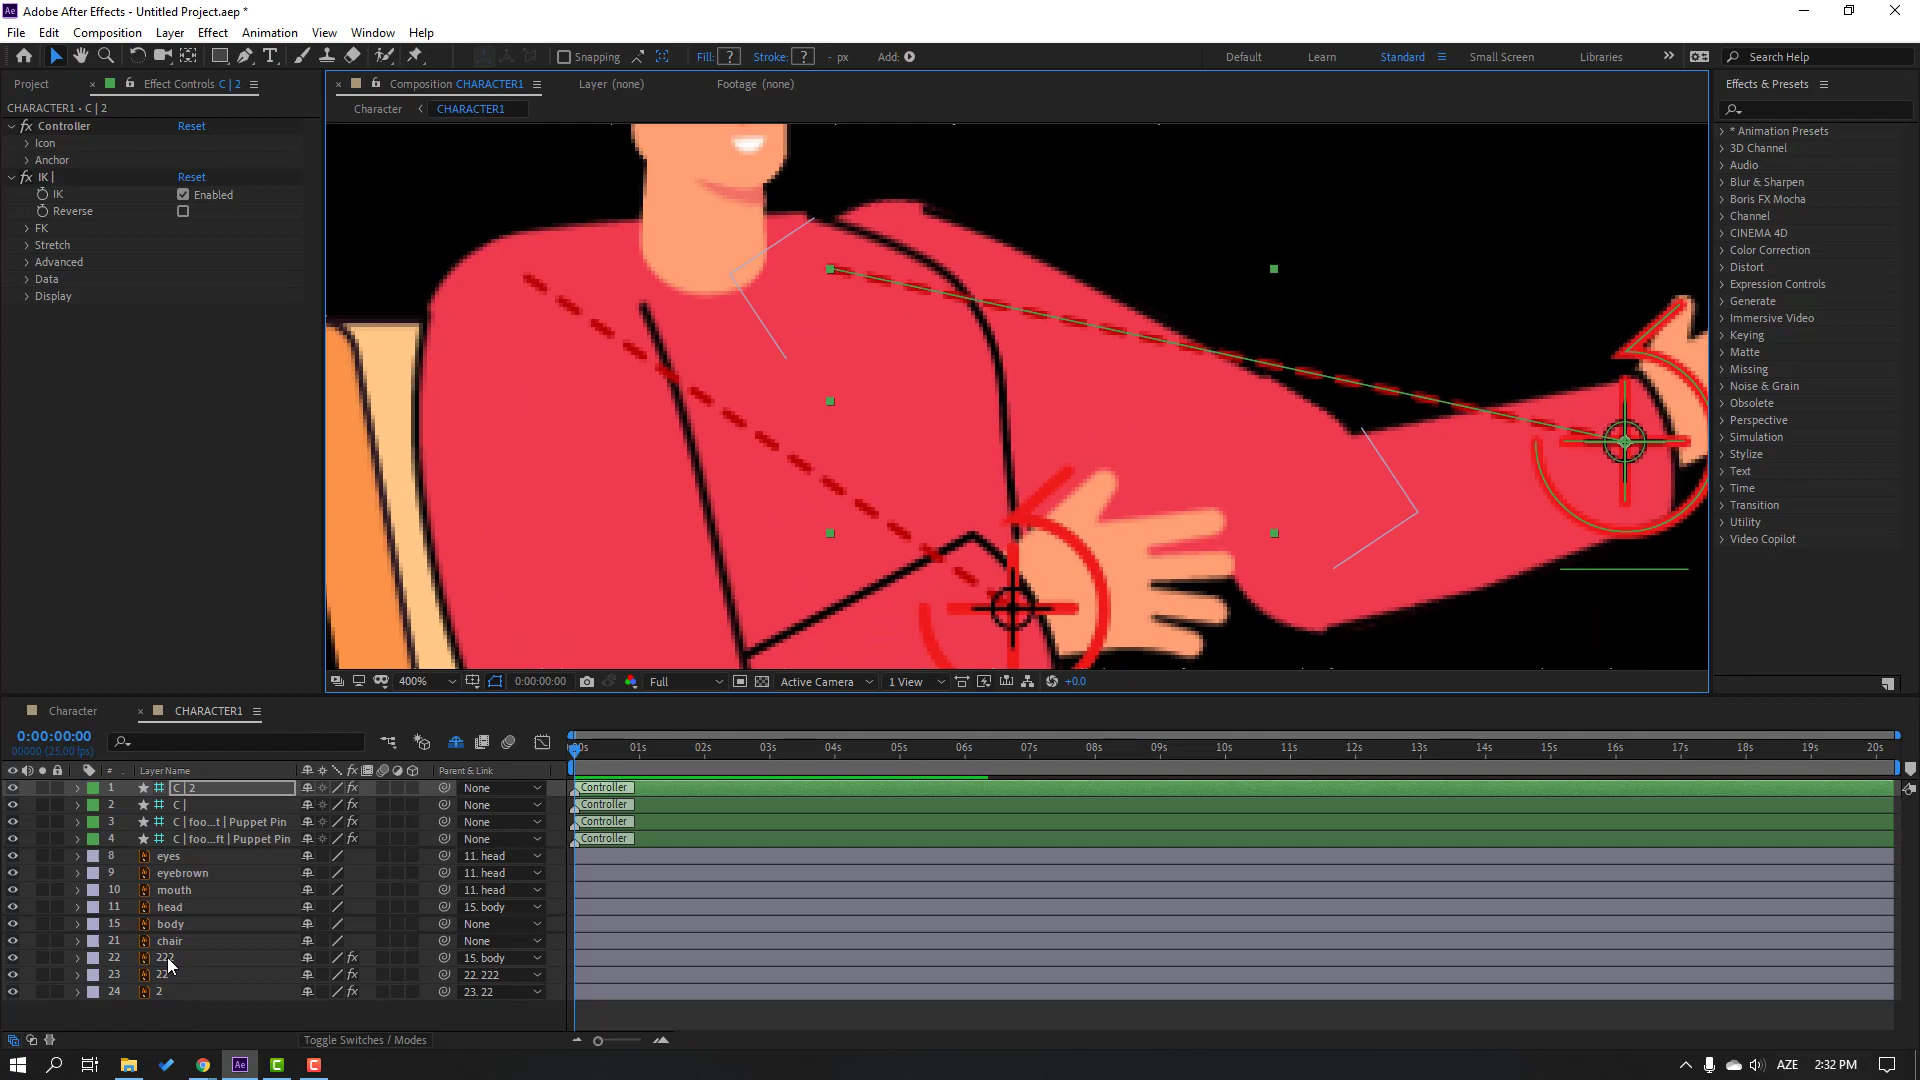 Adobe After Effects - Untitled Project.aep *
File Edit Composition Layer Effect Animation View Window Help
Snapping Fill: ? Stroke: ? - px Add: Default Learn Standard Small Screen Libraries Search Help
Project Effect Controls C | 2 Composition CHARACTER1 Layer (none) Footage (none) Effects & Presets
CHARACTER1 • C | 2 Character CHARACTER1
Controller Reset
Icon
Anchor
IK | Reset
IK Enabled
Reverse
FK
Stretch
Advanced
Data
Display
* Animation Presets
3D Channel
Audio
Blur & Sharpen
Boris FX Mocha
Channel
CINEMA 4D
Color Correction
Distort
Expression Controls
Generate
Immersive Video
Keying
Matte
Missing
Noise & Grain
Obsolete
Perspective
Simulation
Stylize
Text
Time
Transition
Utility
Video Copilot
400% 0:00:00:00 Full Active Camera 1 View +0.0
Character CHARACTER1
0:00:00:00
00000 (25.00 fps)
00s 01s 02s 03s 04s 05s 06s 07s 08s 09s 10s 11s 12s 13s 14s 15s 16s 17s 18s 19s 20s
# Layer Name Parent & Link
1 C | 2 None Controller
2 C | None Controller
3 C | foo...t | Puppet Pin None Controller
4 C | foo...ft | Puppet Pin None Controller
8 eyes 11. head
9 eyebrown 11. head
10 mouth 11. head
11 head 15. body
15 body None
21 chair None
22 222 15. body
23 22 22. 222
24 2 23. 22
Toggle Switches / Modes
Ae AZE 2:32 PM